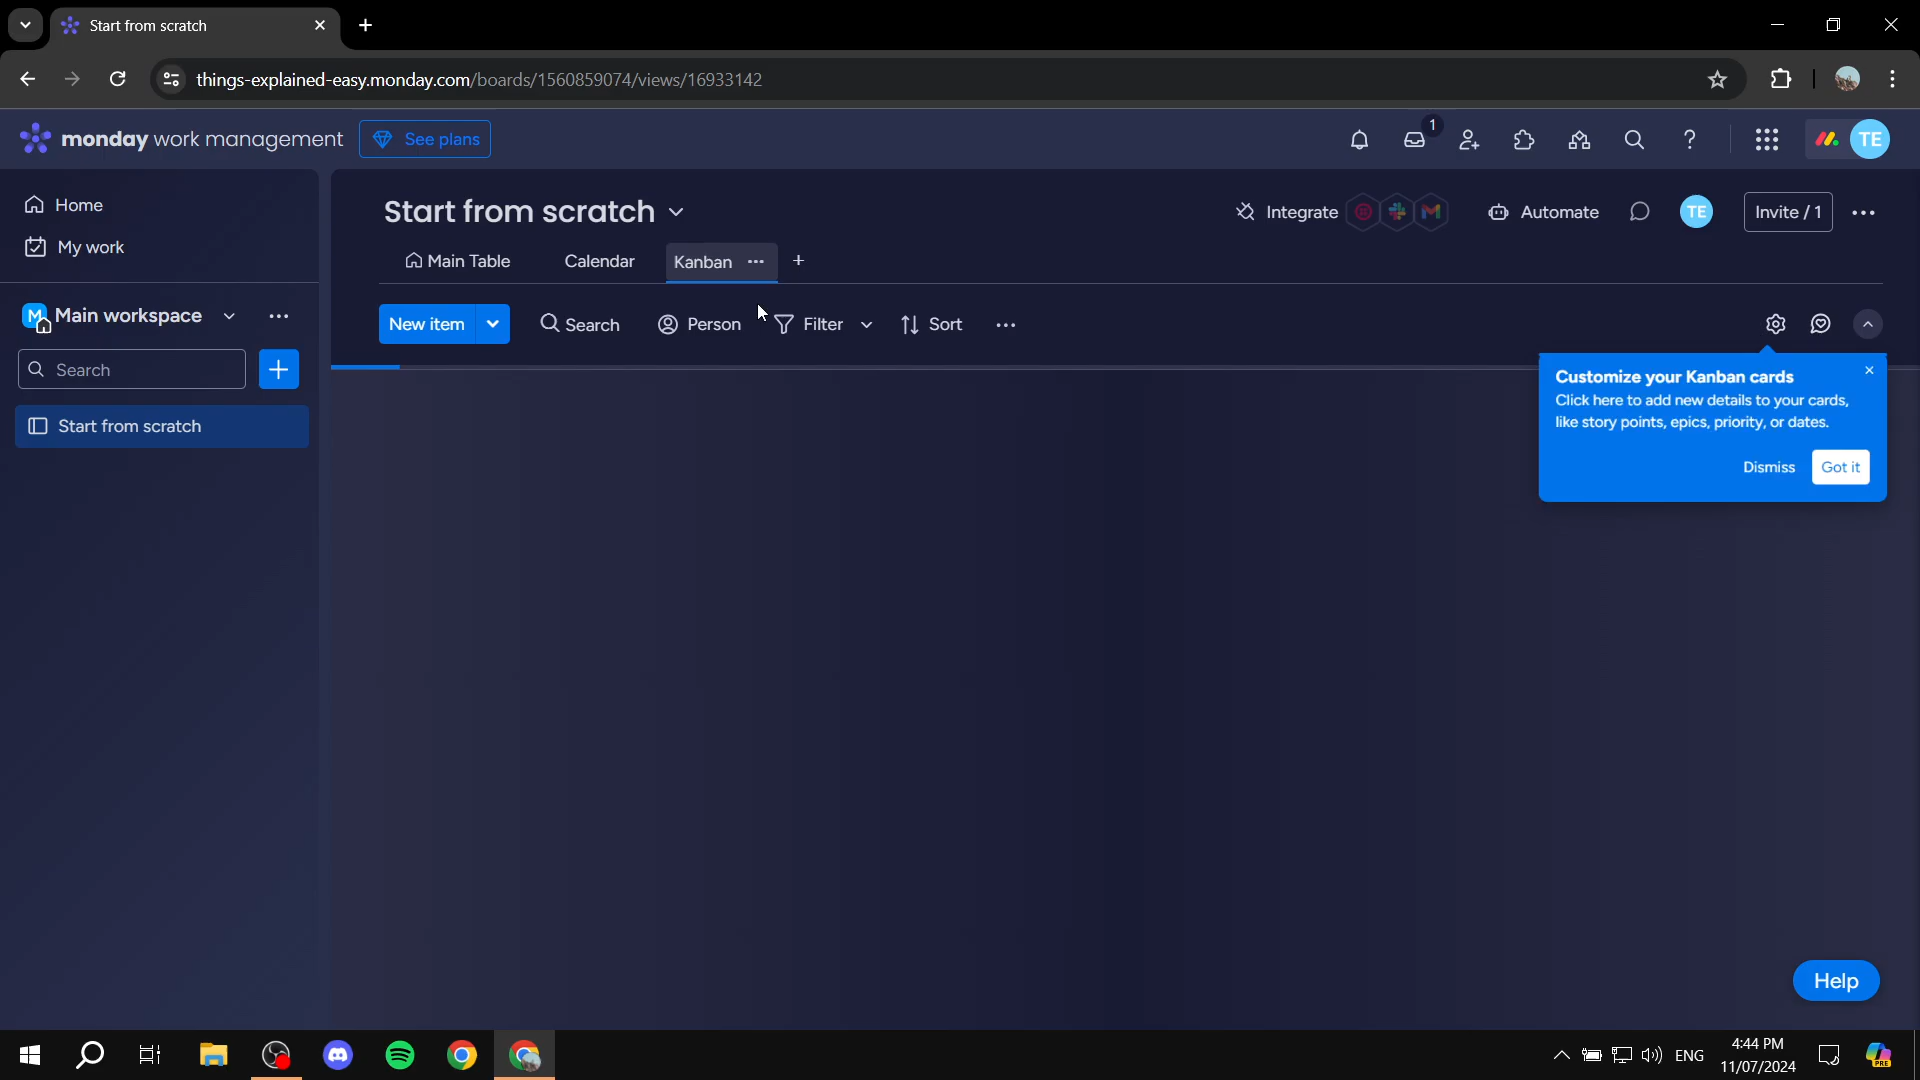 Start from scratch
things-explained-easy.monday.com/boards/1560859074/views/16933142
monday work management
See plans
1
TE
Home
My work
Start from scratch
Integrate
Automate
TE
Invite / 1
Main Table
Calendar
Kanban
M
Main workspace
New item
Search
Person
Filter
Sort
Search
Customize your Kanban cards
Click here to add new details to your cards,
like story points, epics, priority, or dates.
Dismiss
Got it
Start from scratch
Help
ENG
4:44 PM
11/07/2024
PRE